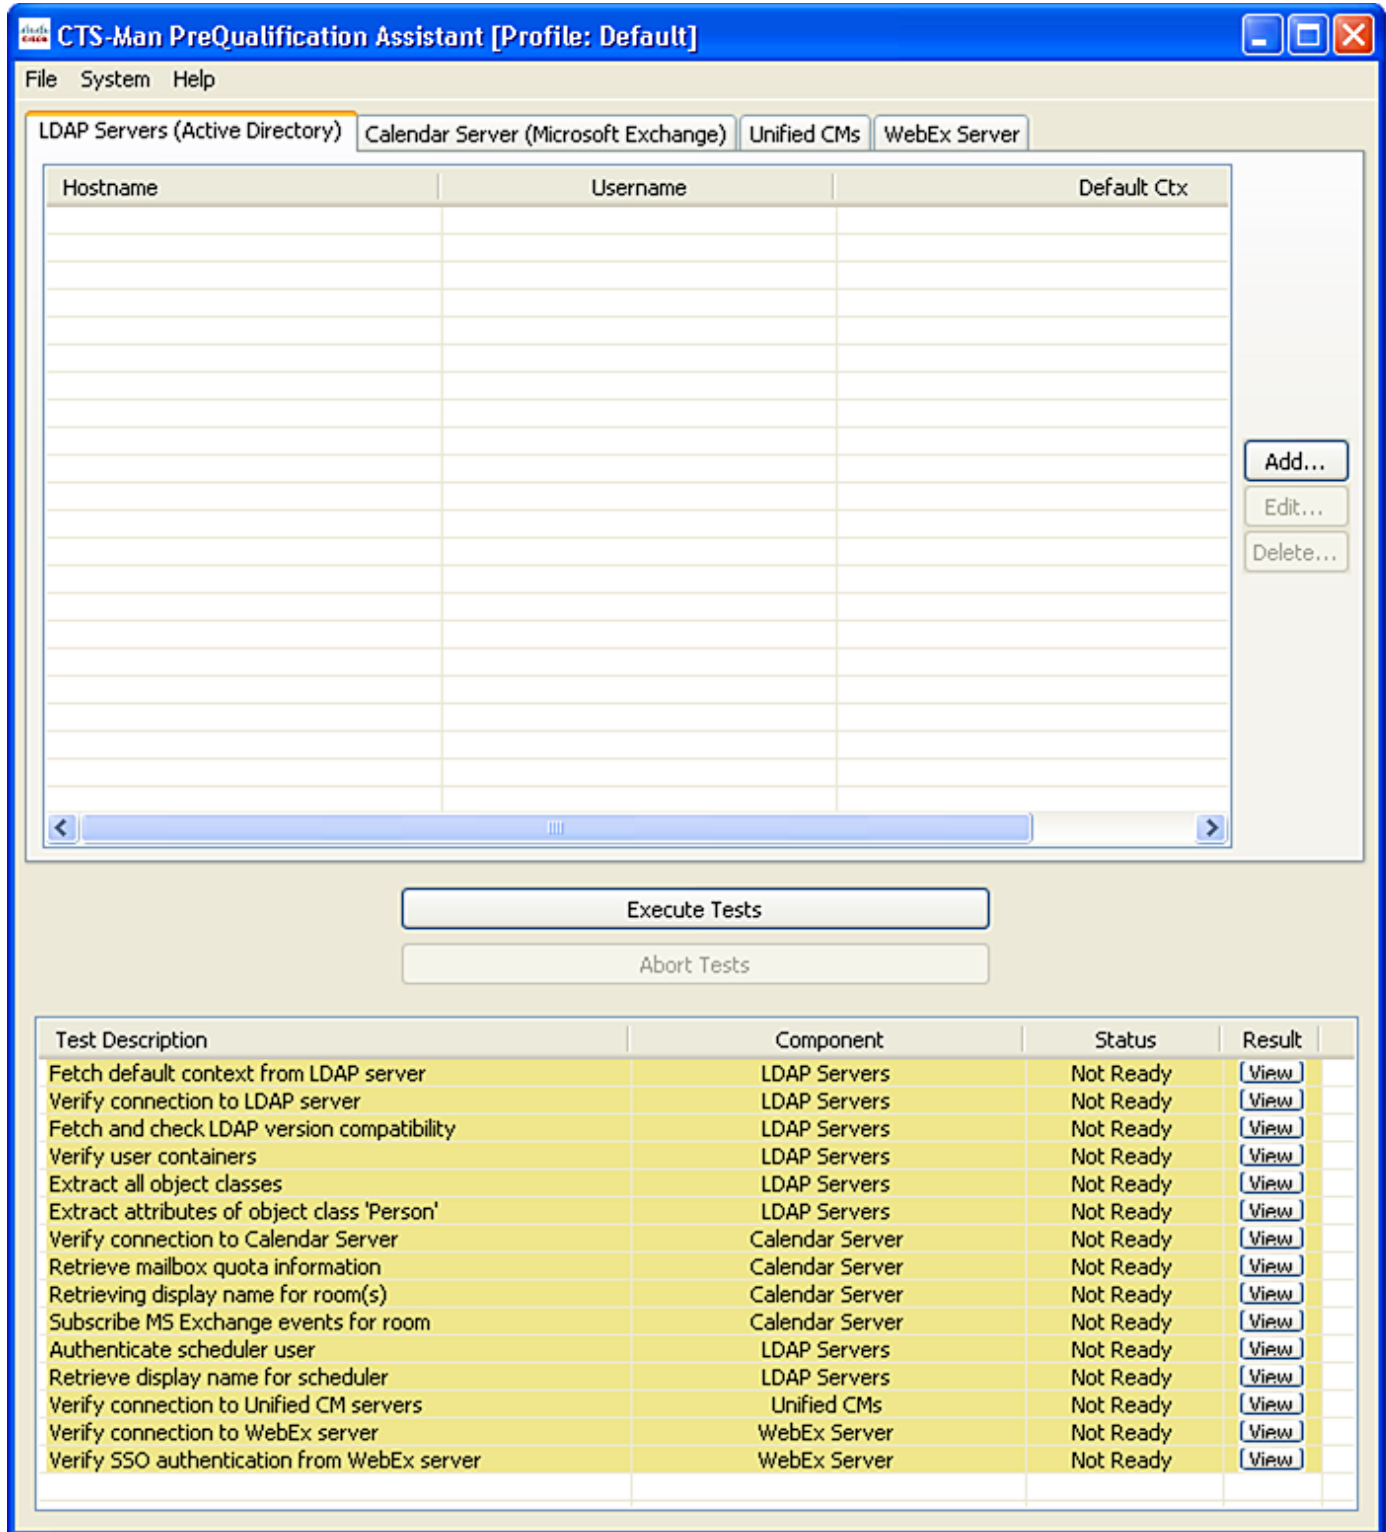 CTS-Man PreQualification Assistant [Profile: Default]
File System Help
LDAP Servers (Active Directory) Calendar Server (Microsoft Exchange) Unified CMs WebEx Server
Hostname Username Default Ctx
Add...
Edit...
Delete...
Execute Tests
Abort Tests
Test Description Component Status Result
Fetch default context from LDAP server LDAP Servers Not Ready View
Verify connection to LDAP server LDAP Servers Not Ready View
Fetch and check LDAP version compatibility LDAP Servers Not Ready View
Verify user containers LDAP Servers Not Ready View
Extract all object classes LDAP Servers Not Ready View
Extract attributes of object class 'Person' LDAP Servers Not Ready View
Verify connection to Calendar Server Calendar Server Not Ready View
Retrieve mailbox quota information Calendar Server Not Ready View
Retrieving display name for room(s) Calendar Server Not Ready View
Subscribe MS Exchange events for room Calendar Server Not Ready View
Authenticate scheduler user LDAP Servers Not Ready View
Retrieve display name for scheduler LDAP Servers Not Ready View
Verify connection to Unified CM servers Unified CMs Not Ready View
Verify connection to WebEx server WebEx Server Not Ready View
Verify SSO authentication from WebEx server WebEx Server Not Ready View